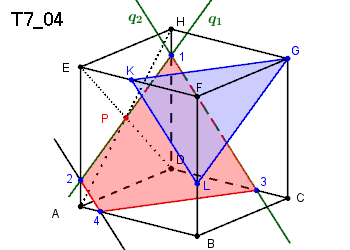 T7_04
q₂ H q₁
1
E K G
F
P
D
2 L 3
A 4 C
B